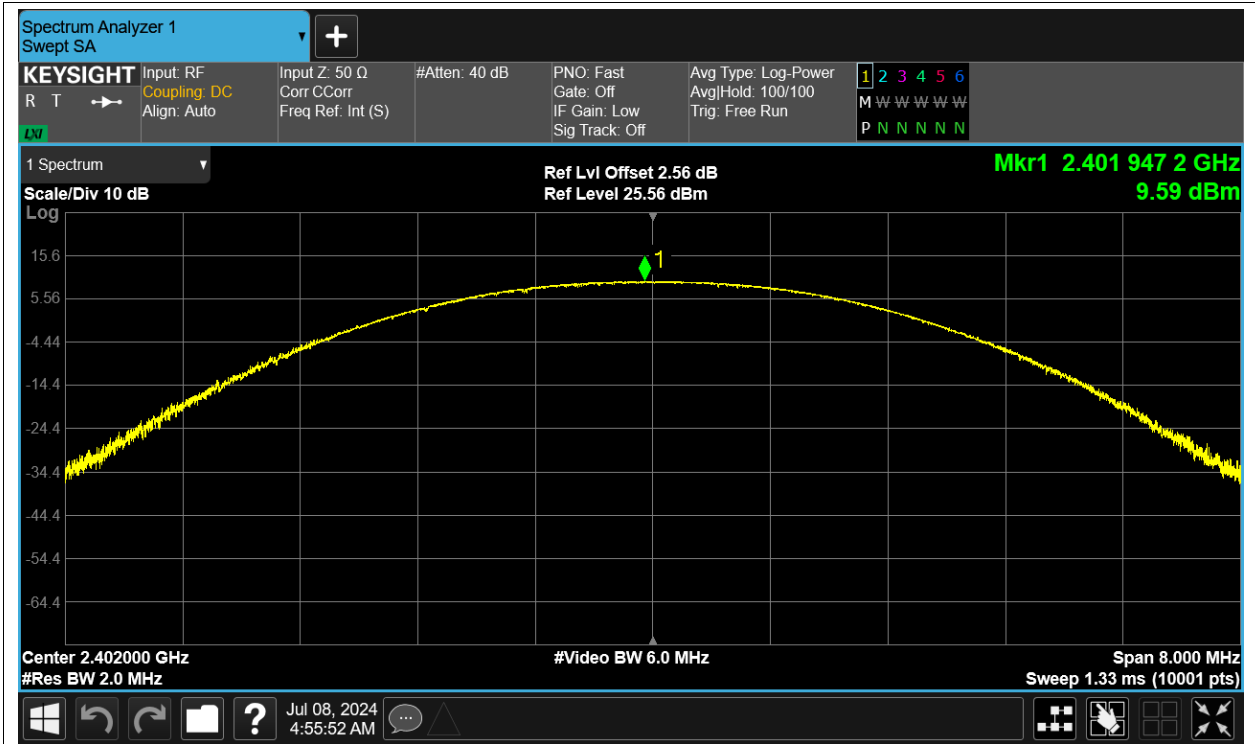 Spectrum Analyzer 1
Swept SA
KEYSIGHT
R T
LXI
Input: RF
Coupling: DC
Align: Auto
Input Z: 50 Ω
Corr CCorr
Freq Ref: Int (S)
#Atten: 40 dB
PNO: Fast
Gate: Off
IF Gain: Low
Sig Track: Off
Avg Type: Log-Power
Avg|Hold: 100/100
Trig: Free Run
1 2 3 4 5 6
M W W W W W
P N N N N N
1 Spectrum
Scale/Div 10 dB
Log
Ref Lvl Offset 2.56 dB
Ref Level 25.56 dBm
Mkr1 2.401 947 2 GHz
9.59 dBm
1
15.6
5.56
-4.44
-14.4
-24.4
-34.4
-44.4
-54.4
-64.4
Center 2.402000 GHz
#Res BW 2.0 MHz
#Video BW 6.0 MHz
Span 8.000 MHz
Sweep 1.33 ms (10001 pts)
?
Jul 08, 2024
4:55:52 AM